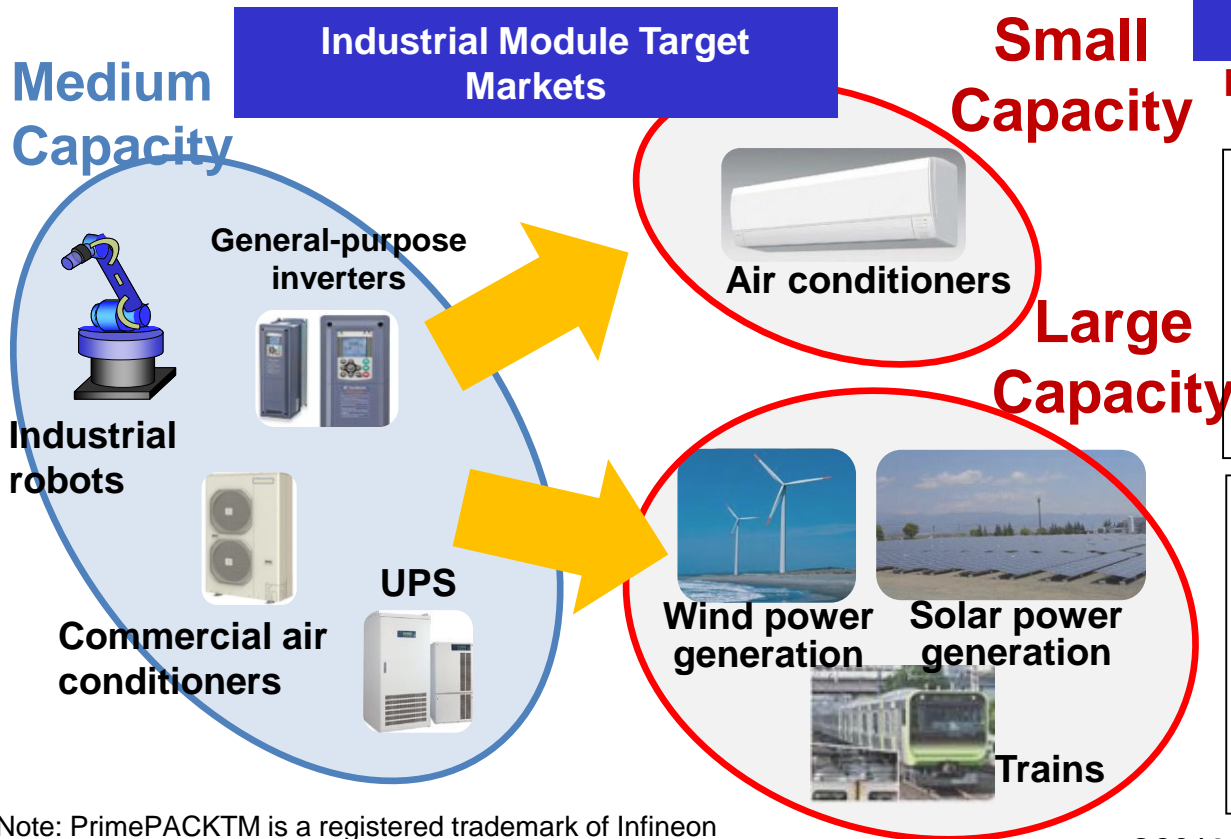 Industrial Module Target
Markets
Medium
Capacity
Small
Capacity
General-purpose
inverters
Industrial
robots
Commercial air
conditioners
UPS
Air conditioners
Large
Capacity
Wind power
generation
Solar power
generation
Trains
Note: PrimePACKTM is a registered trademark of Infineon